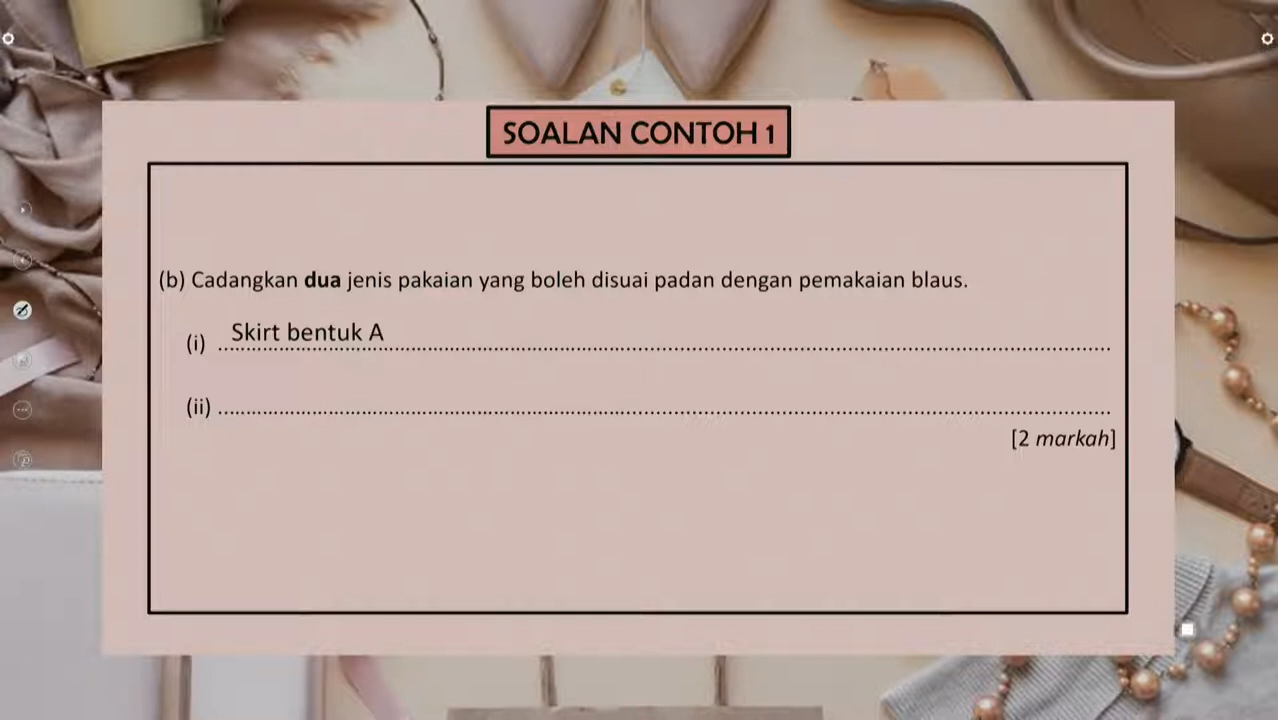 SOALAN CONTOH 1
(b) Cadangkan dua jenis pakaian yang boleh disuai padan dengan pemakaian blaus.
(i) Skirt bentuk A
(ii)
[2 markah]